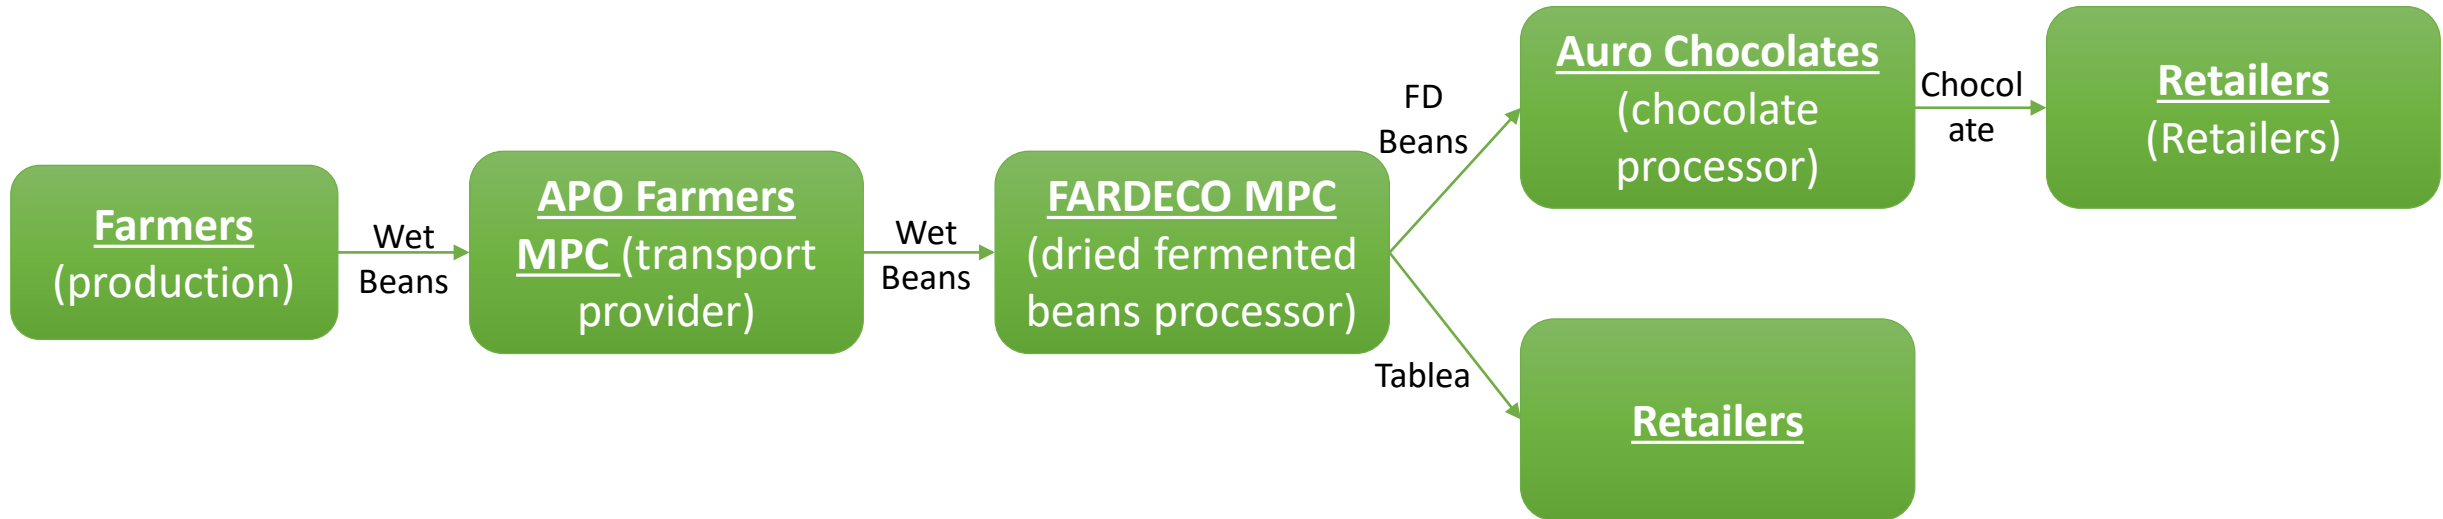 Farmers
(production)
Wet
Beans
APO Farmers
MPC (transport
provider)
Wet
Beans
FARDECO MPC
(dried fermented
beans processor)
FD
Beans
Auro Chocolates
(chocolate
processor)
Chocol
ate
Retailers
(Retailers)
Tablea
Retailers